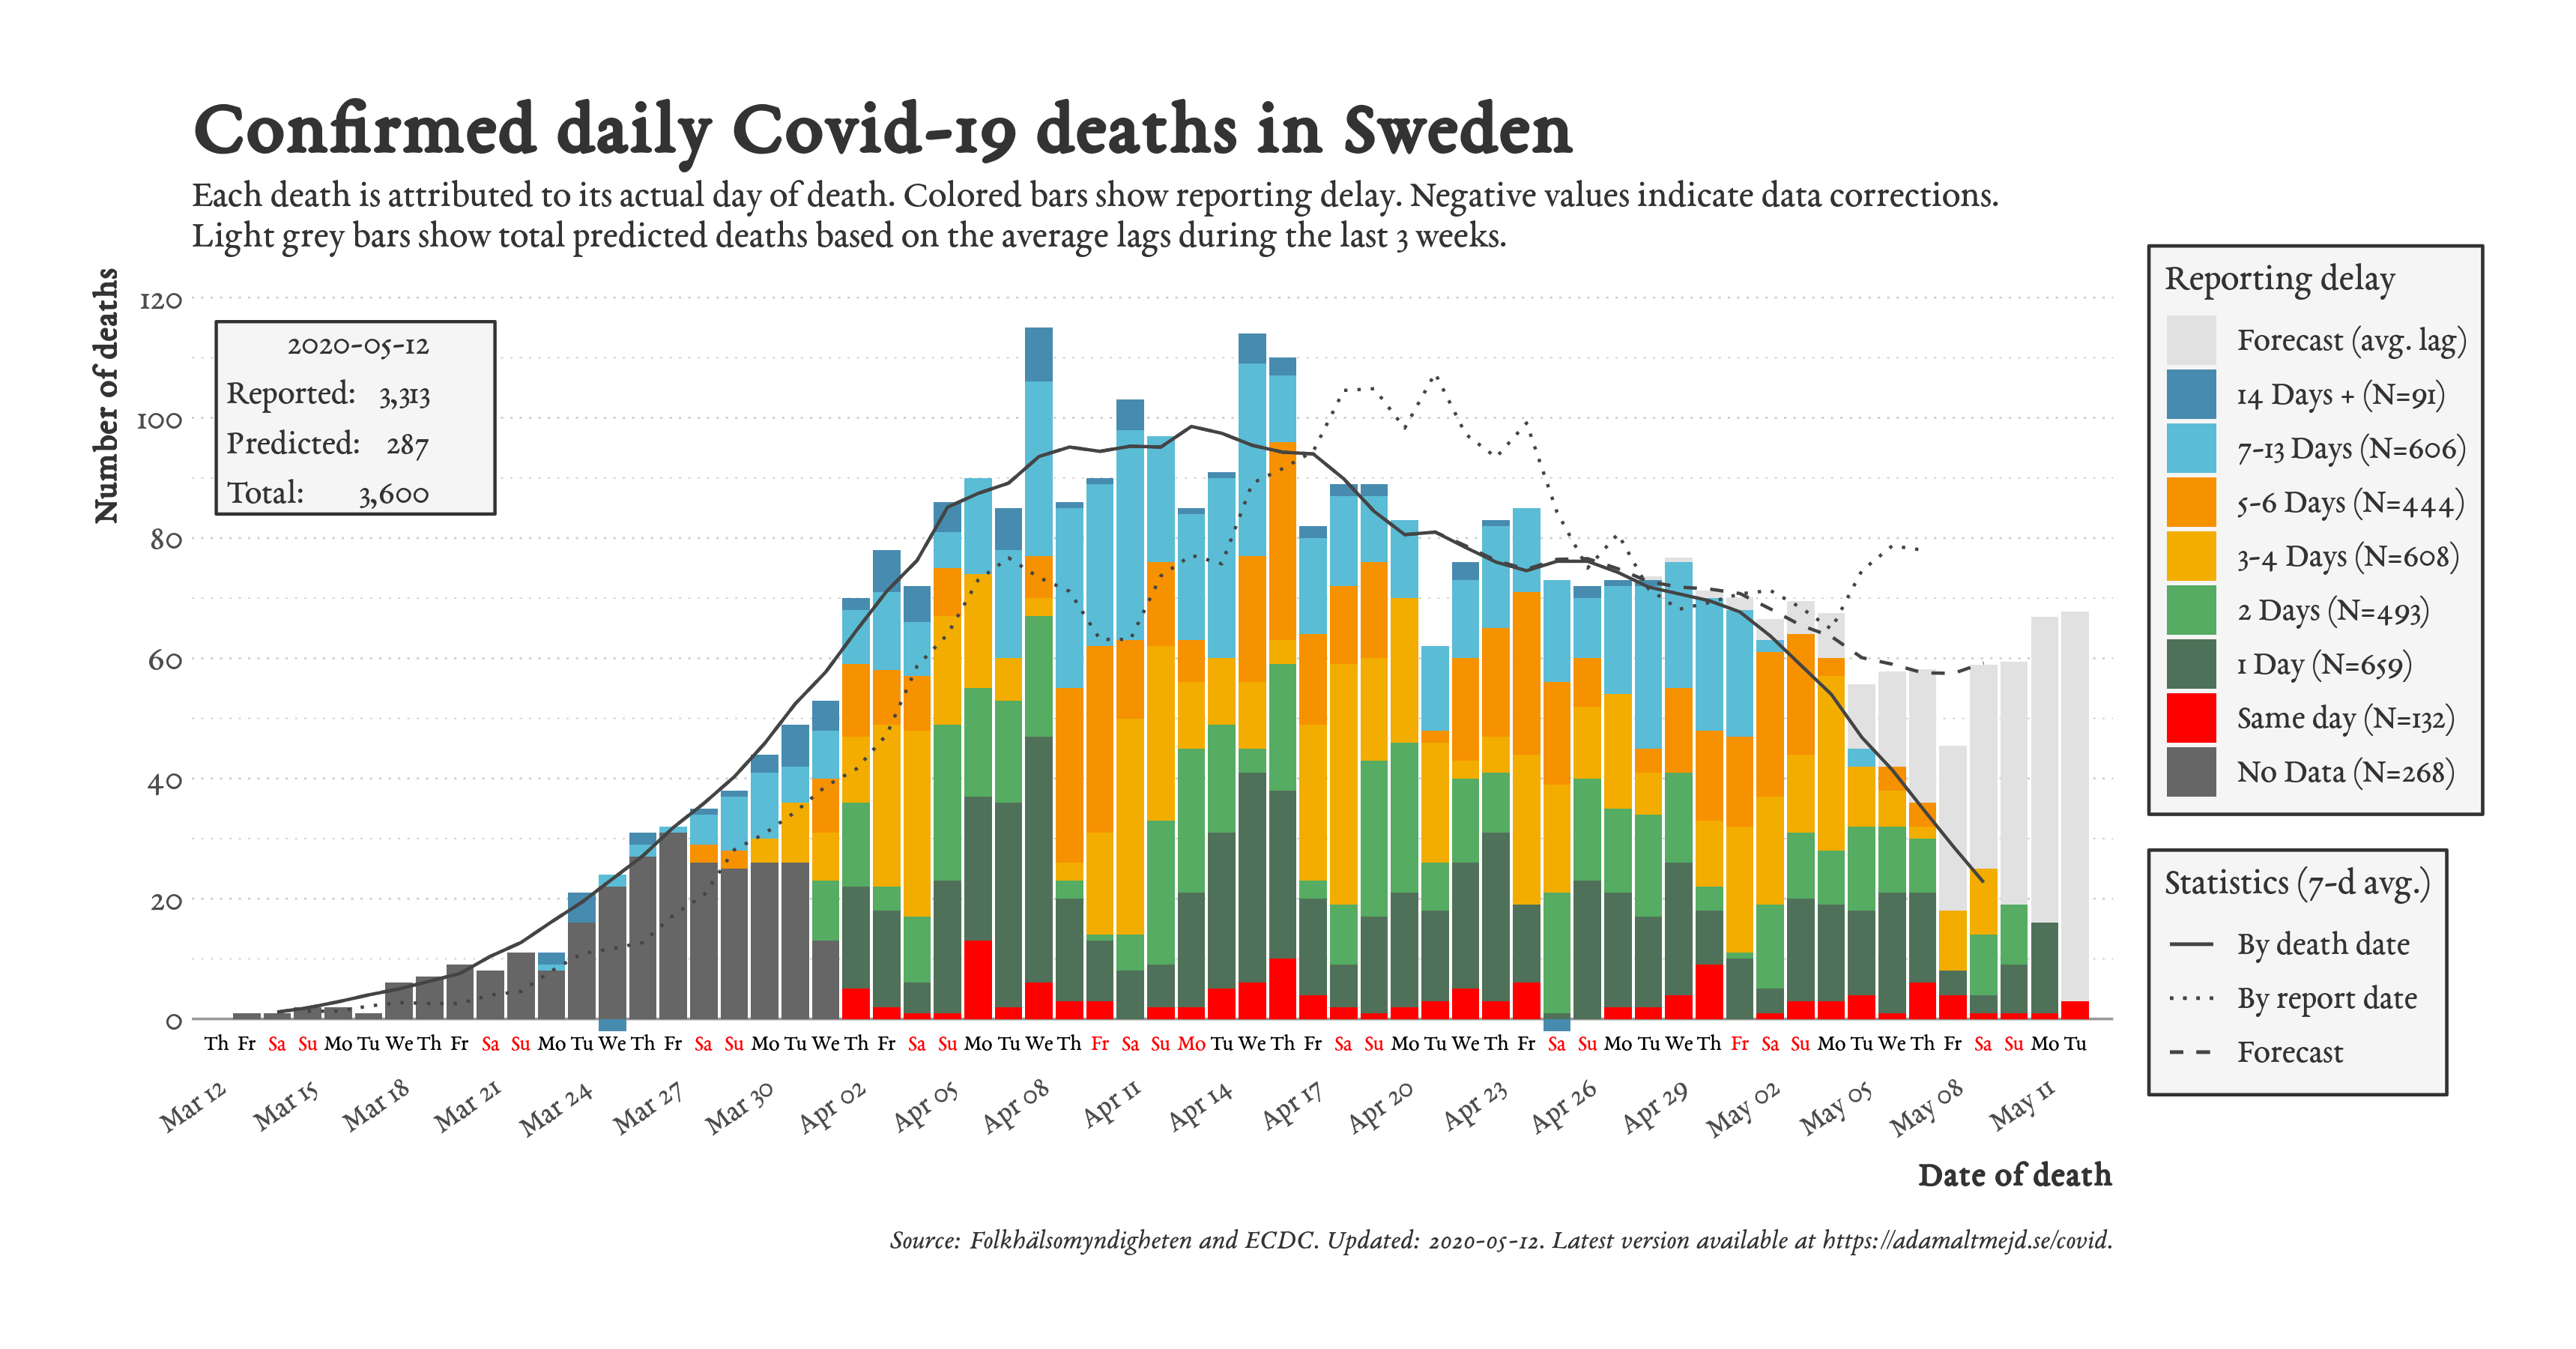 Confirmed daily Covid-19 deaths in Sweden
Each death is attributed to its actual day of death. Colored bars show reporting delay. Negative values indicate data corrections.
Light grey bars show total predicted deaths based on the average lags during the last 3 weeks.
Number of deaths
120
100
80
60
40
20
0
2020-05-12
Reported: 3,313
Predicted: 287
Total: 3,600
Th Fr Sa Su Mo Tu We Th Fr Sa Su Mo Tu We Th Fr Sa Su Mo Tu We Th Fr Sa Su Mo Tu We Th Fr Sa Su Mo Tu We Th Fr Sa Su Mo Tu We Th Fr Sa Su Mo Tu We Th Fr Sa Su Mo Tu We Th Fr Sa Su Mo Tu
Mar 12 Mar 15 Mar 18 Mar 21 Mar 24 Mar 27 Mar 30 Apr 02 Apr 05 Apr 08 Apr 11 Apr 14 Apr 17 Apr 20 Apr 23 Apr 26 Apr 29 May 02 May 05 May 08 May 11
Date of death
Reporting delay
Forecast (avg. lag)
14 Days + (N=91)
7-13 Days (N=606)
5-6 Days (N=444)
3-4 Days (N=608)
2 Days (N=493)
1 Day (N=659)
Same day (N=132)
No Data (N=268)
Statistics (7-d avg.)
By death date
By report date
Forecast
Source: Folkhälsomyndigheten and ECDC. Updated: 2020-05-12. Latest version available at https://adamaltmejd.se/covid.